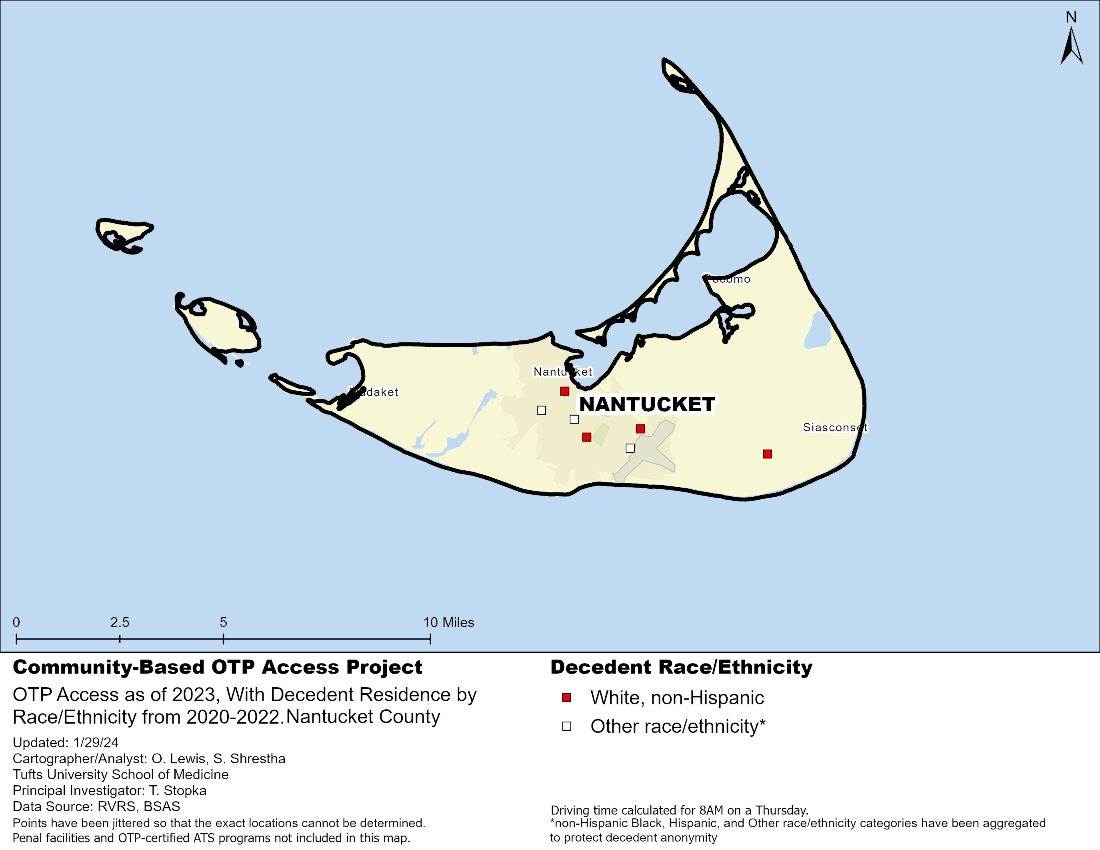 N
Nantucket
NANTUCKET
Siasconset
0 2.5 5 10 Miles
Community-Based OTP Access Project
OTP Access as of 2023, With Decedent Residence by
Race/Ethnicity from 2020-2022. Nantucket County
Updated: 1/29/24
Cartographer/Analyst: O. Lewis, S. Shrestha
Tufts University School of Medicine
Principal Investigator: T. Stopka
Data Source: RVRS, BSAS
Points have been jittered so that the exact locations cannot be determined.
Penal facilities and OTP-certified ATS programs not included in this map.
Decedent Race/Ethnicity
White, non-Hispanic
Other race/ethnicity*
Driving time calculated for 8AM on a Thursday.
*non-Hispanic Black, Hispanic, and Other race/ethnicity categories have been aggregated
to protect decedent anonymity